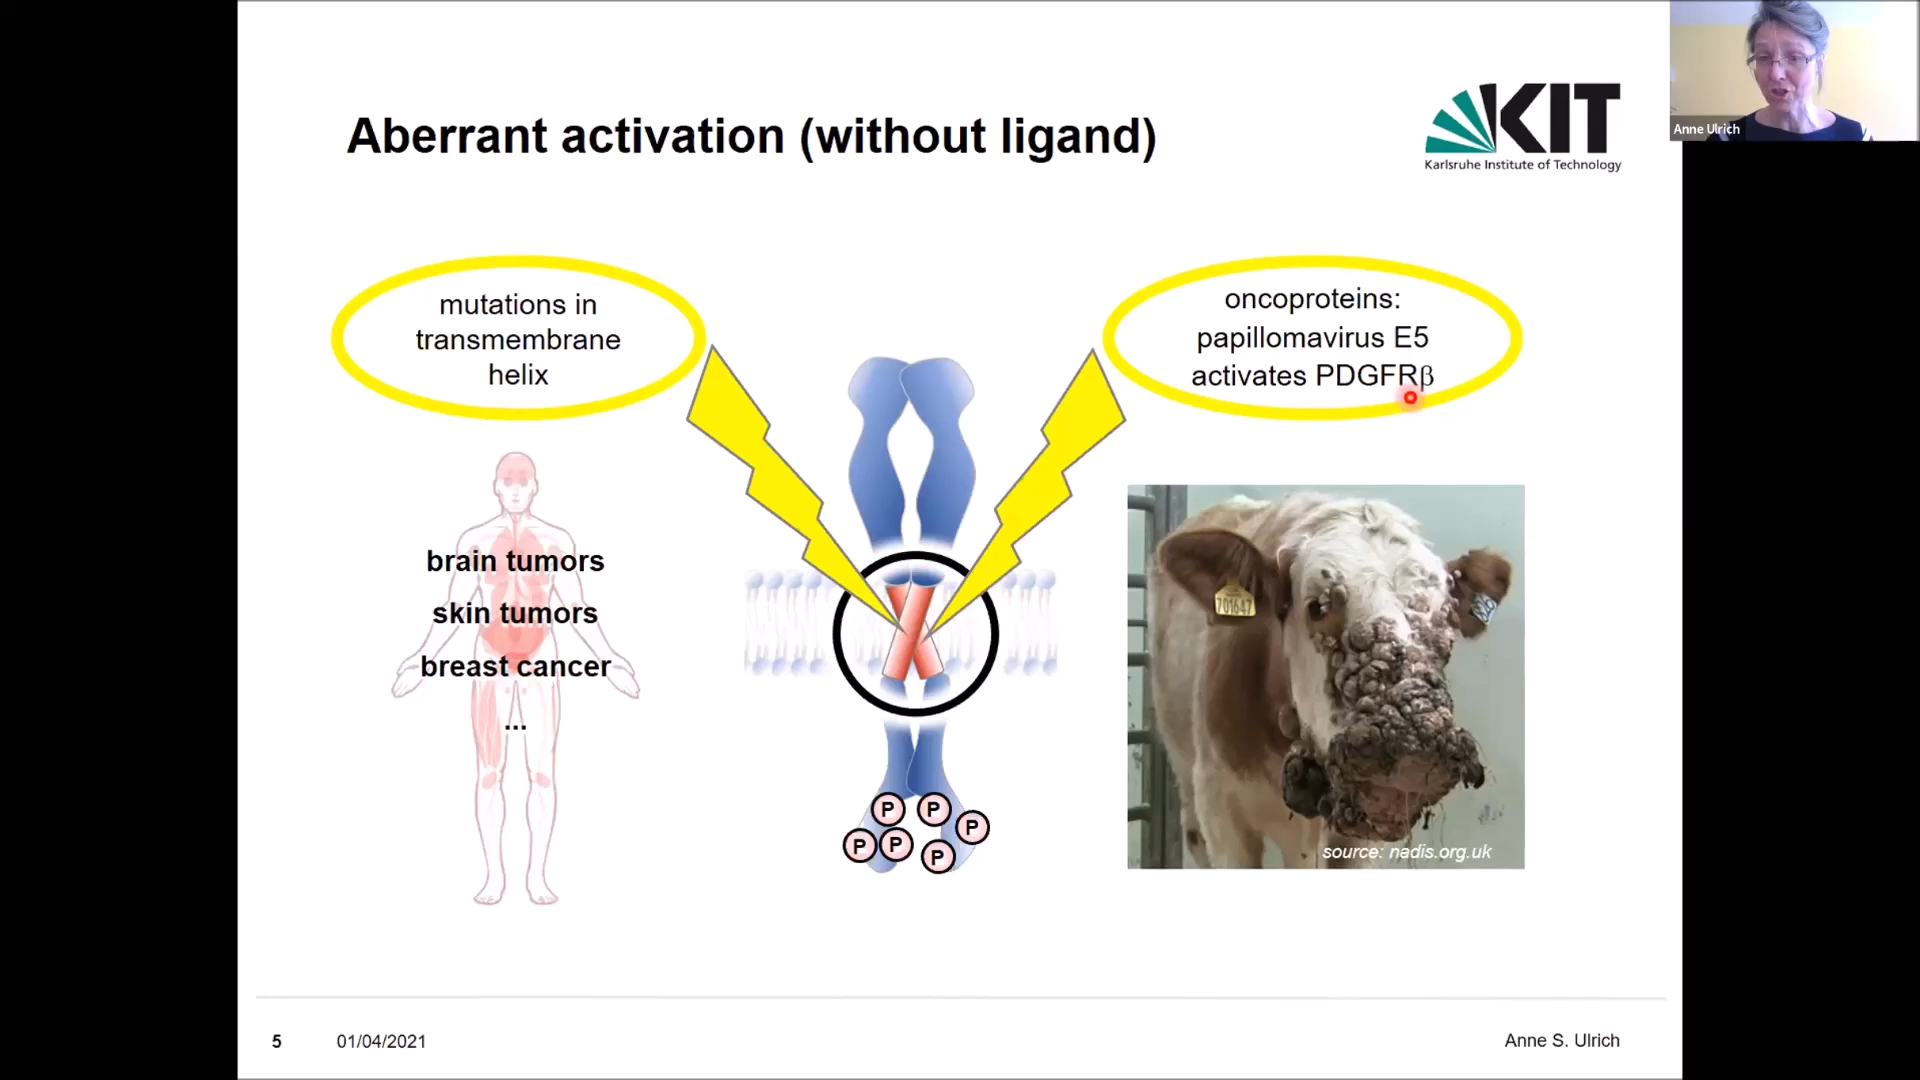 Aberrant activation (without ligand)
KIT
Karlsruhe Institute of Technology
Anne Ulrich
mutations in
transmembrane
helix
oncoproteins:
papillomavirus E5
activates PDGFRβ
brain tumors
skin tumors
breast cancer
...
P
P
P
P
P
P
701647
source: nadis.org.uk
5
01/04/2021
Anne S. Ulrich